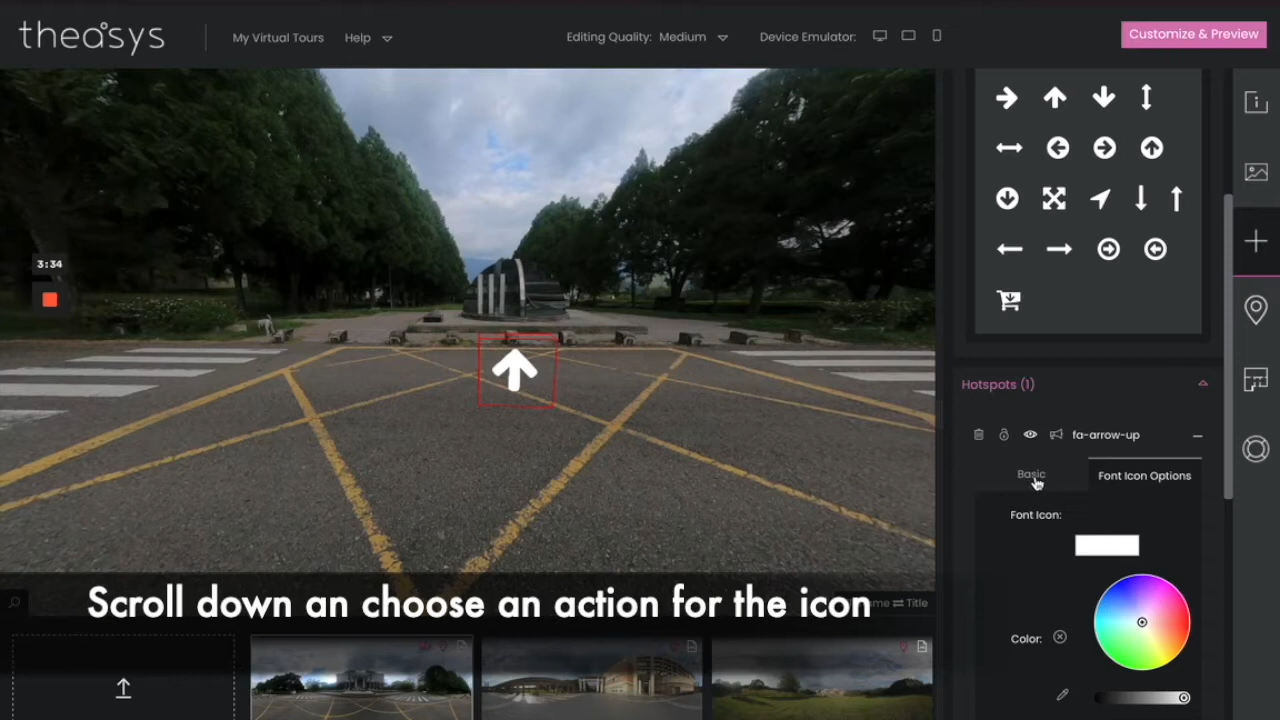 theasys
My Virtual Tours
Help
Editing Quality: Medium
Device Emulator:
Customize & Preview
3:34
Hotspots (1)
fa-arrow-up
Basic
Font Icon Options
Font Icon:
Color:
Scroll down an choose an action for the icon
Title